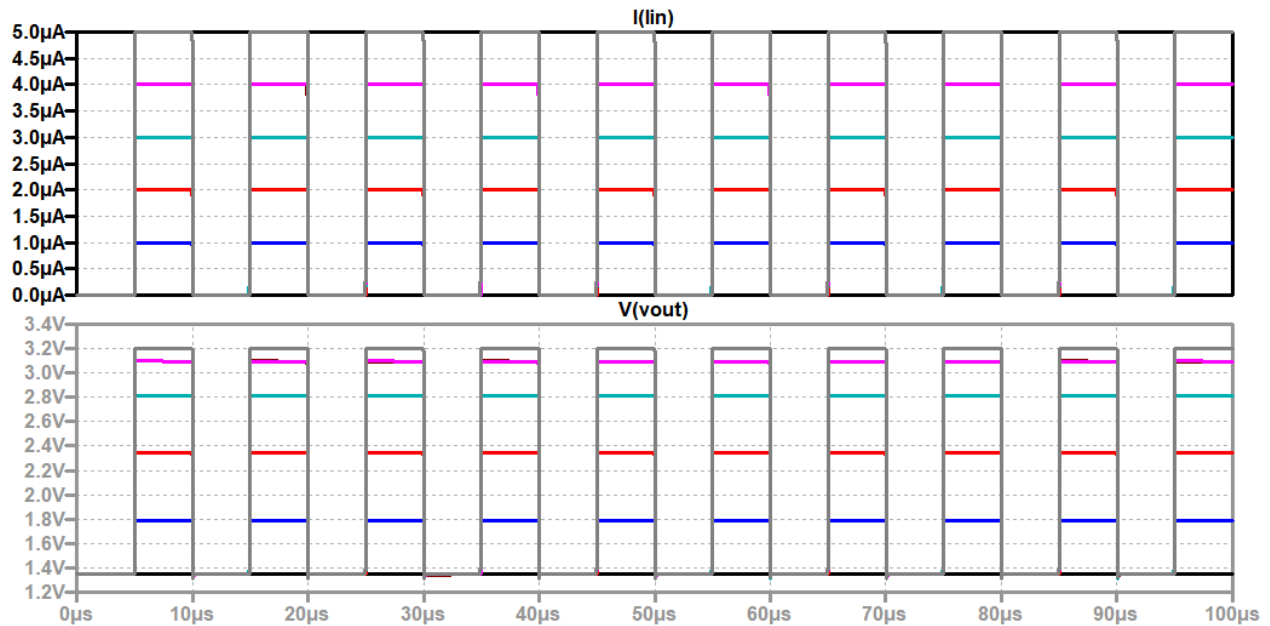 I(Iin)
5.0µA
4.5µA
4.0µA
3.5µA
3.0µA
2.5µA
2.0µA
1.5µA
1.0µA
0.5µA
0.0µA
V(vout)
3.4V
3.2V
3.0V
2.8V
2.6V
2.4V
2.2V
2.0V
1.8V
1.6V
1.4V
1.2V
0µs 10µs 20µs 30µs 40µs 50µs 60µs 70µs 80µs 90µs 100µs